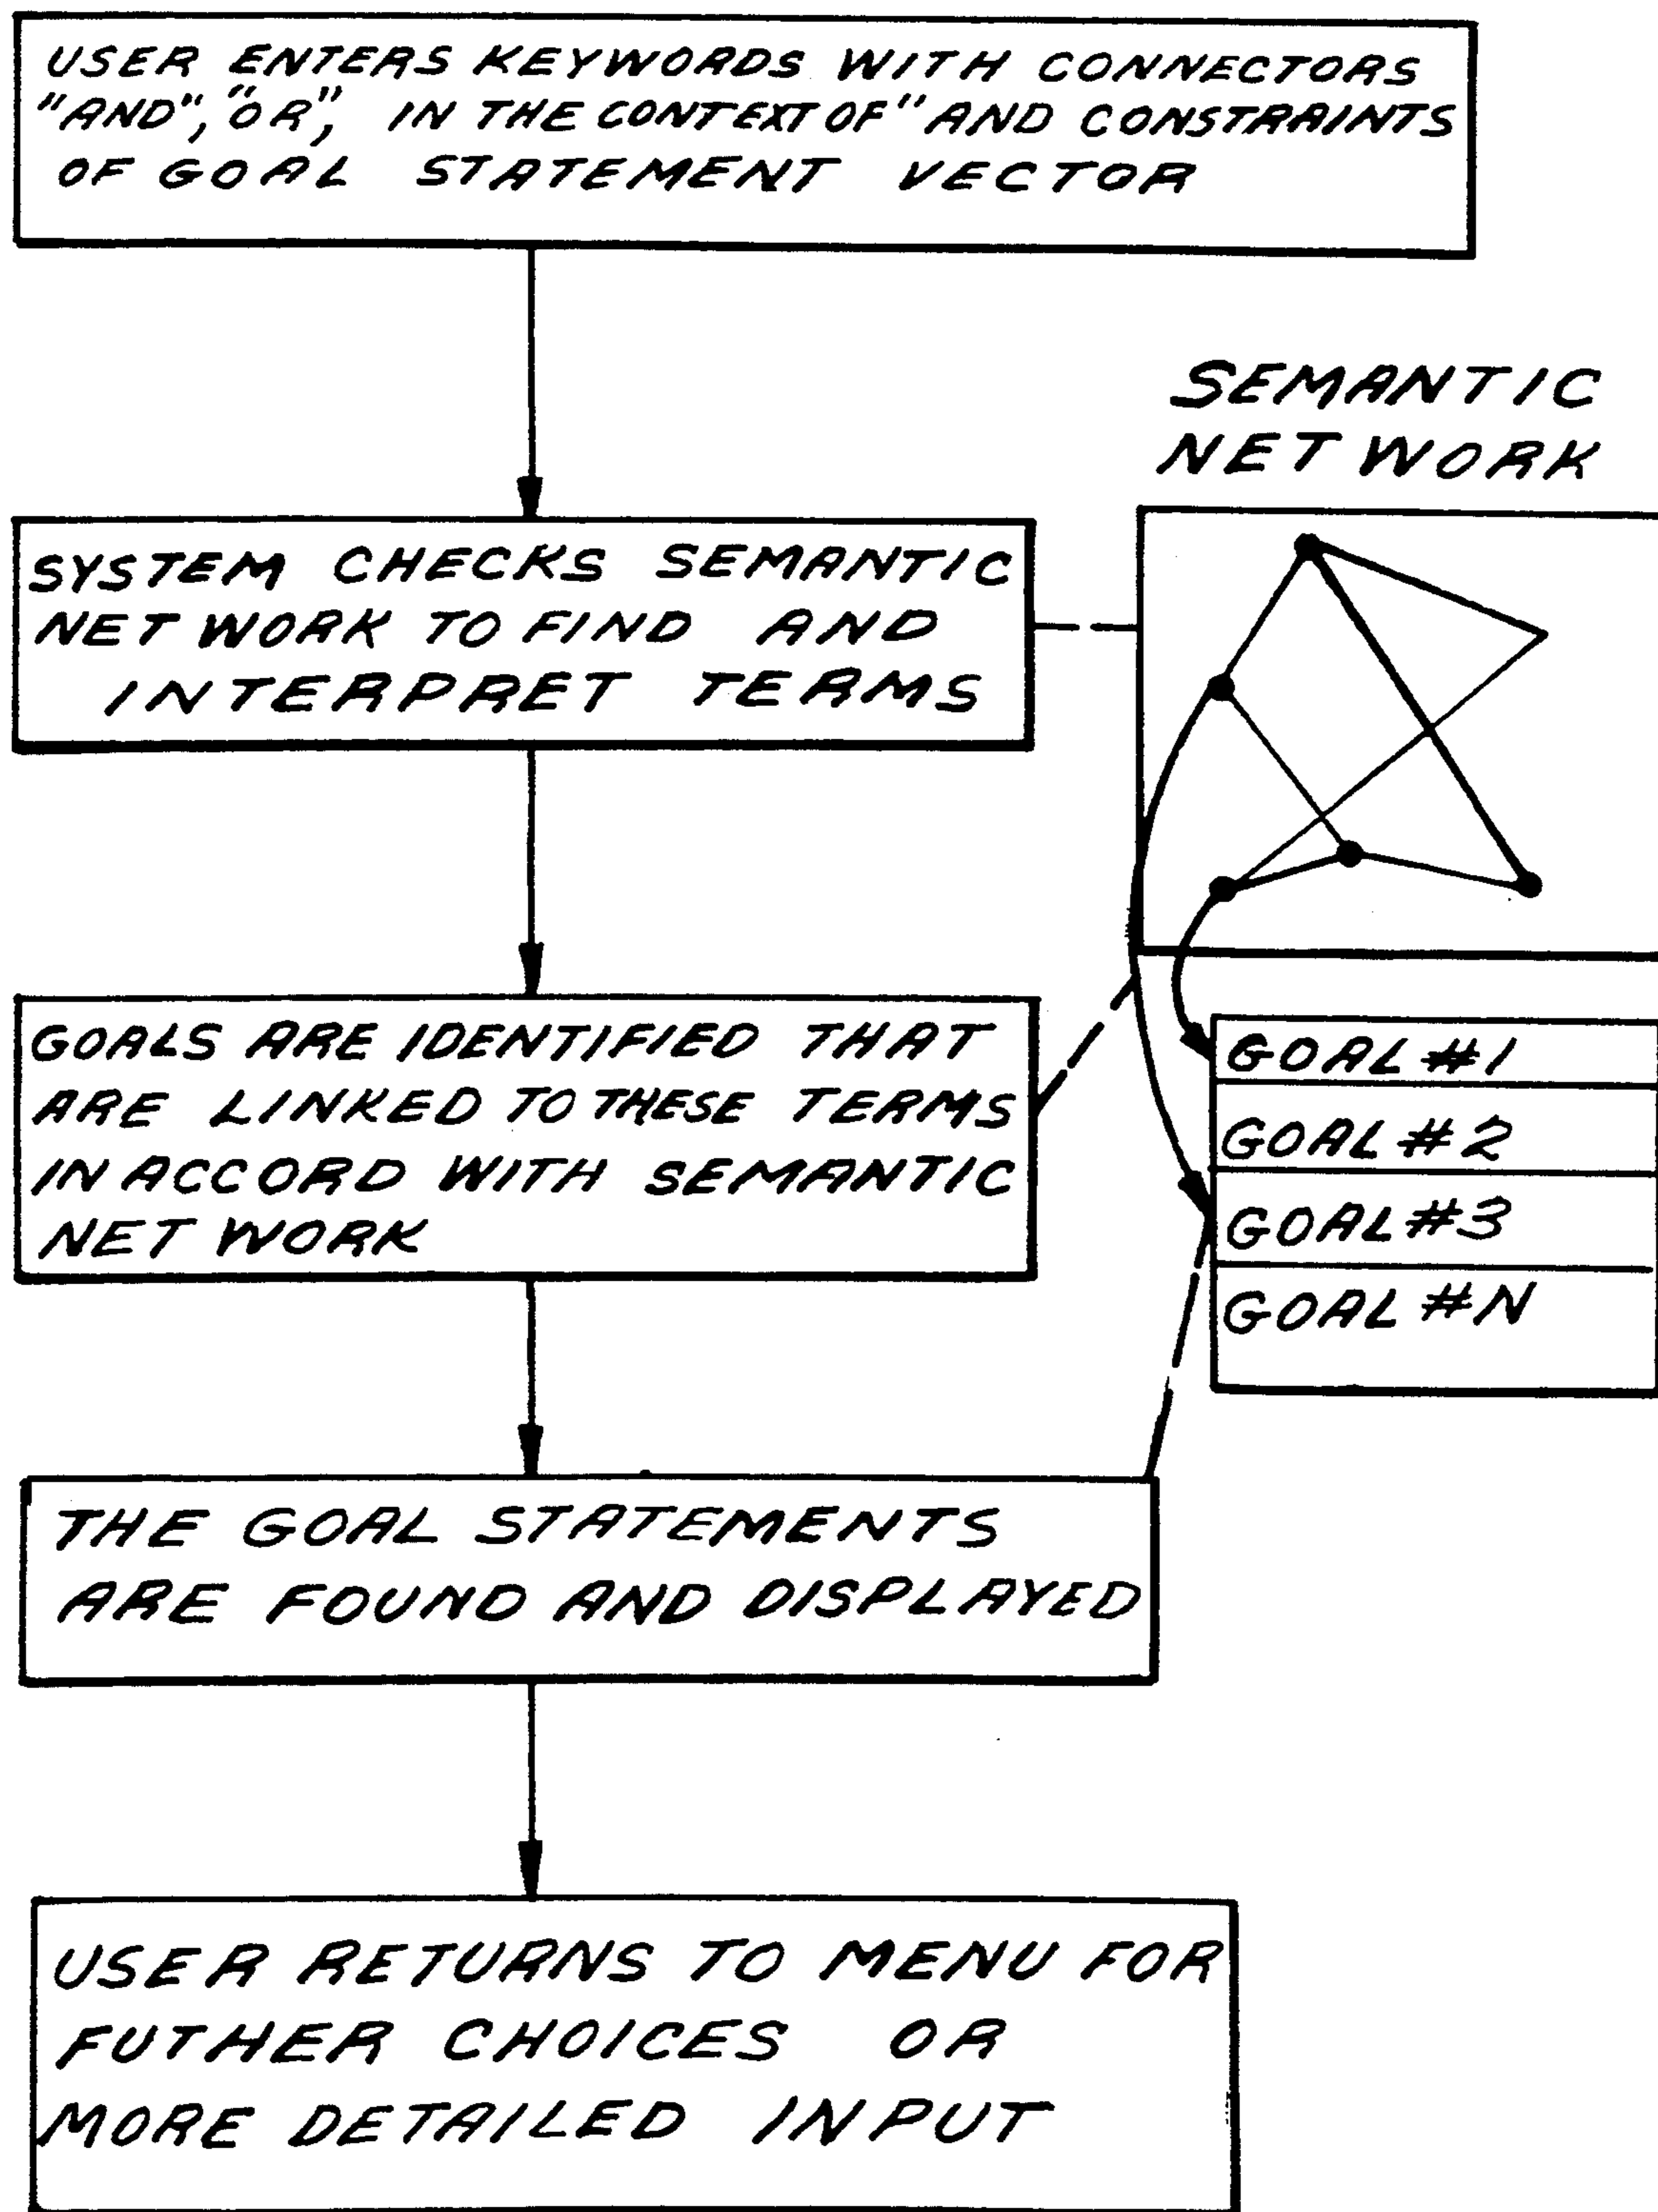 USER ENTERS KEYWORDS WITH CONNECTORS
"AND", "OR", IN THE CONTEXT OF" AND CONSTRAINTS
OF GOAL STATEMENT VECTOR
SEMANTIC
NETWORK
SYSTEM CHECKS SEMANTIC
NETWORK TO FIND AND
INTERPRET TERMS
GOALS ARE IDENTIFIED THAT
ARE LINKED TO THESE TERMS
IN ACCORD WITH SEMANTIC
NETWORK
GOAL #1
GOAL #2
GOAL #3
GOAL #N
THE GOAL STATEMENTS
ARE FOUND AND DISPLAYED
USER RETURNS TO MENU FOR
FUTHER CHOICES OR
MORE DETAILED INPUT